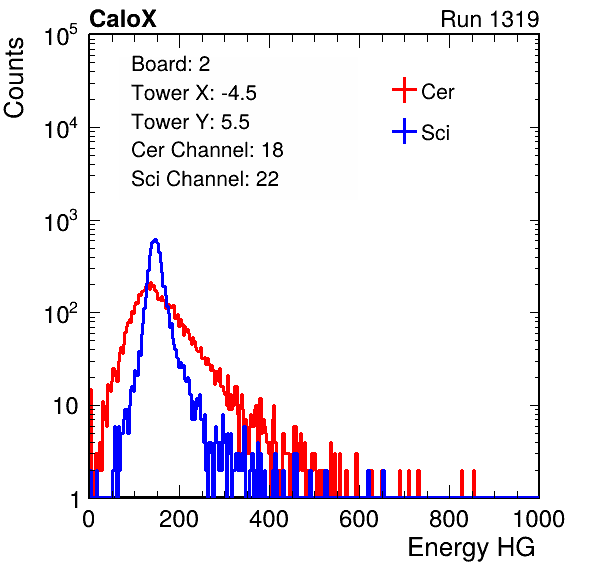 CaloX Run 1319
Counts
Board: 2
Tower X: -4.5
Tower Y: 5.5
Cer Channel: 18
Sci Channel: 22
Cer
Sci
10^5
10^4
10^3
10^2
10
1
0 200 400 600 800 1000
Energy HG